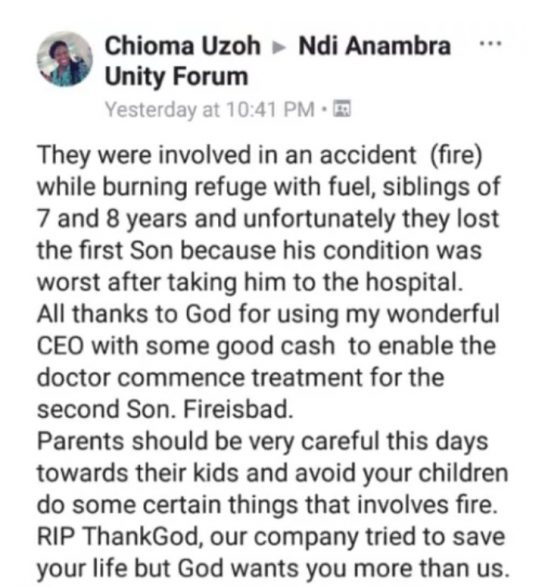 Chioma Uzoh ▸ Ndi Anambra
Unity Forum
Yesterday at 10:41 PM •
They were involved in an accident (fire)
while burning refuge with fuel, siblings of
7 and 8 years and unfortunately they lost
the first Son because his condition was
worst after taking him to the hospital.
All thanks to God for using my wonderful
CEO with some good cash to enable the
doctor commence treatment for the
second Son. Fireisbad.
Parents should be very careful this days
towards their kids and avoid your children
do some certain things that involves fire.
RIP ThankGod, our company tried to save
your life but God wants you more than us.